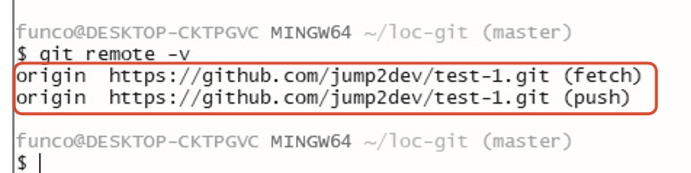 funco@DESKTOP-CKTPGVC MINGW64 ~/loc-git (master)
$ git remote -v
origin  https://github.com/jump2dev/test-1.git (fetch)
origin  https://github.com/jump2dev/test-1.git (push)
funco@DESKTOP-CKTPGVC MINGW64 ~/loc-git (master)
$